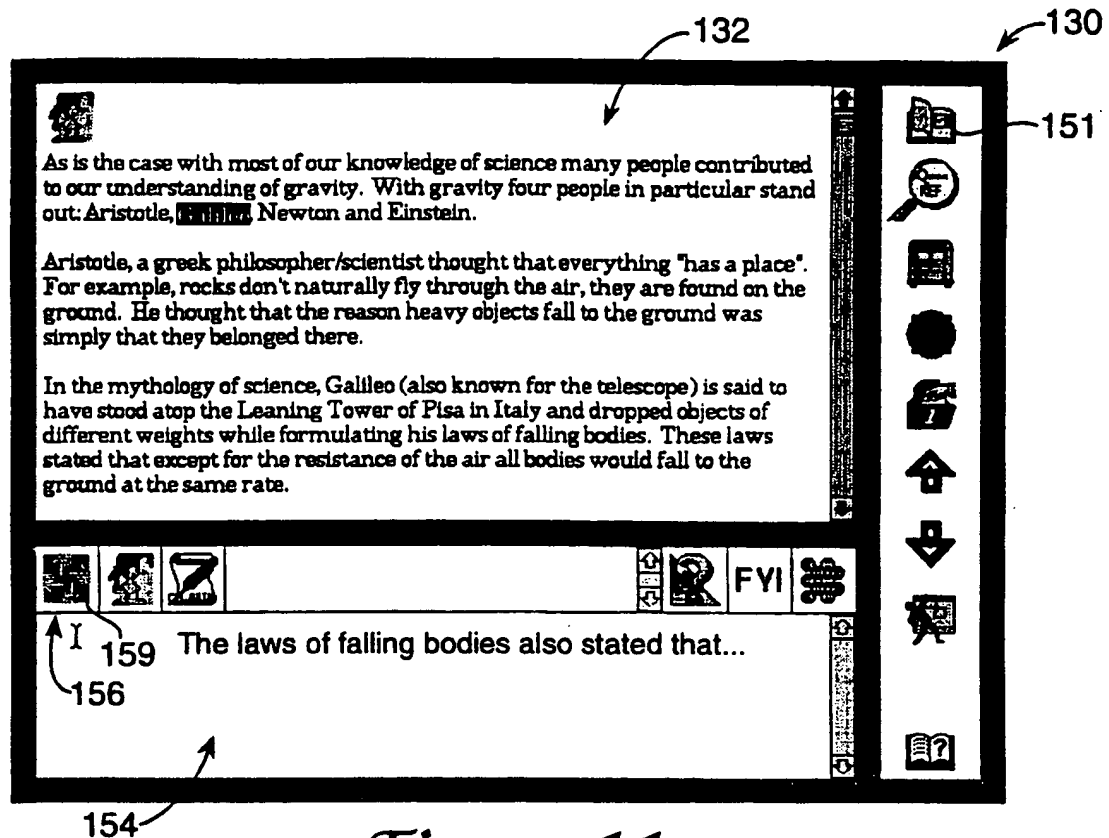 132
130
151
REF.
As is the case with most of our knowledge of science many people contributed
to our understanding of gravity. With gravity four people in particular stand
out: Aristotle, Newton and Einstein.
Aristotle, a greek philosopher/scientist thought that everything "has a place".
For example, rocks don't naturally fly through the air, they are found on the
ground. He thought that the reason heavy objects fall to the ground was
simply that they belonged there.
In the mythology of science, Galileo (also known for the telescope) is said to
have stood atop the Leaning Tower of Pisa in Italy and dropped objects of
different weights while formulating his laws of falling bodies. These laws
stated that except for the resistance of the air all bodies would fall to the
ground at the same rate.
1
FYI
159 The laws of falling bodies also stated that...
156
?
154